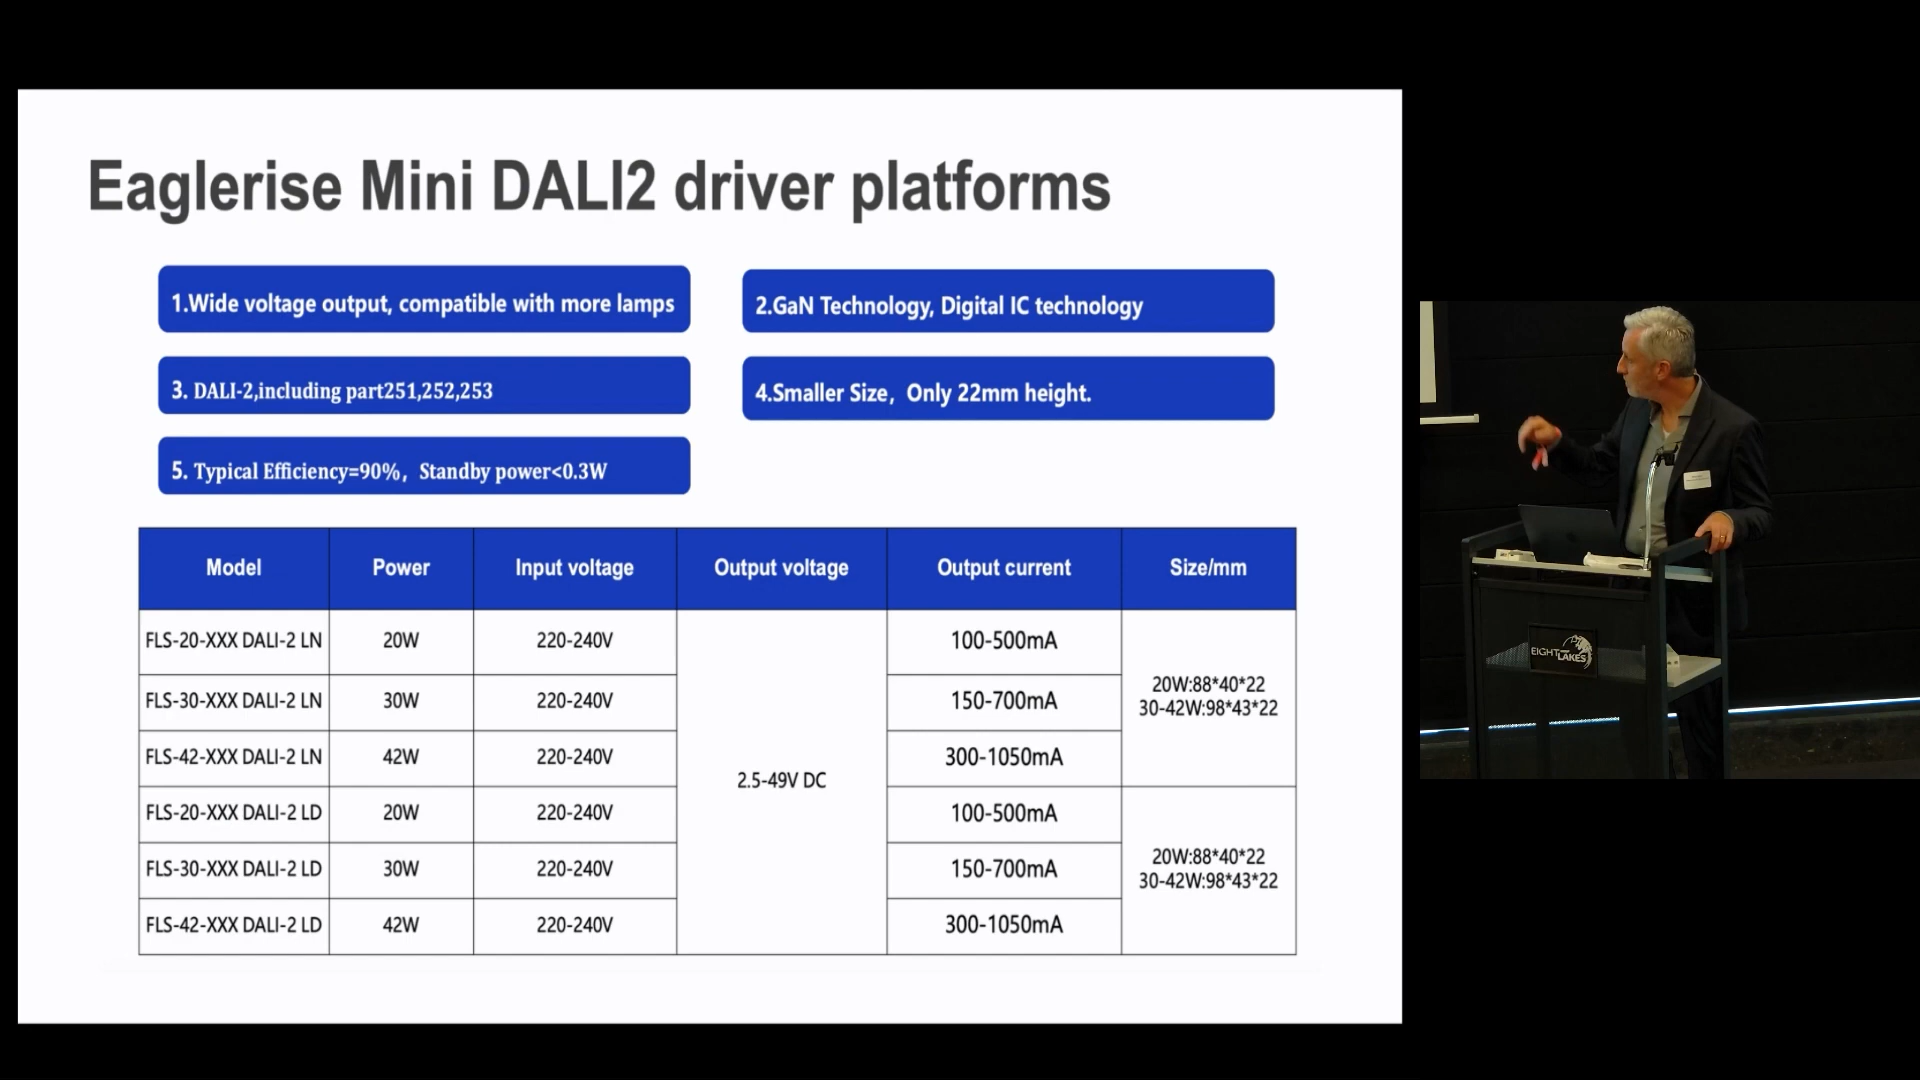 Eaglerise Mini DALI2 driver platforms
1.Wide voltage output, compatible with more lamps
2.GaN Technology, Digital IC technology
3. DALI-2,including part251,252,253
4.Smaller Size，Only 22mm height.
5. Typical Efficiency=90%，Standby power<0.3W
Model Power Input voltage Output voltage Output current Size/mm
FLS-20-XXX DALI-2 LN 20W 220-240V 100-500mA
FLS-30-XXX DALI-2 LN 30W 220-240V 150-700mA
20W:88*40*22
30-42W:98*43*22
FLS-42-XXX DALI-2 LN 42W 220-240V 300-1050mA
2.5-49V DC
FLS-20-XXX DALI-2 LD 20W 220-240V 100-500mA
FLS-30-XXX DALI-2 LD 30W 220-240V 150-700mA
20W:88*40*22
30-42W:98*43*22
FLS-42-XXX DALI-2 LD 42W 220-240V 300-1050mA
EIGHT
LAKES